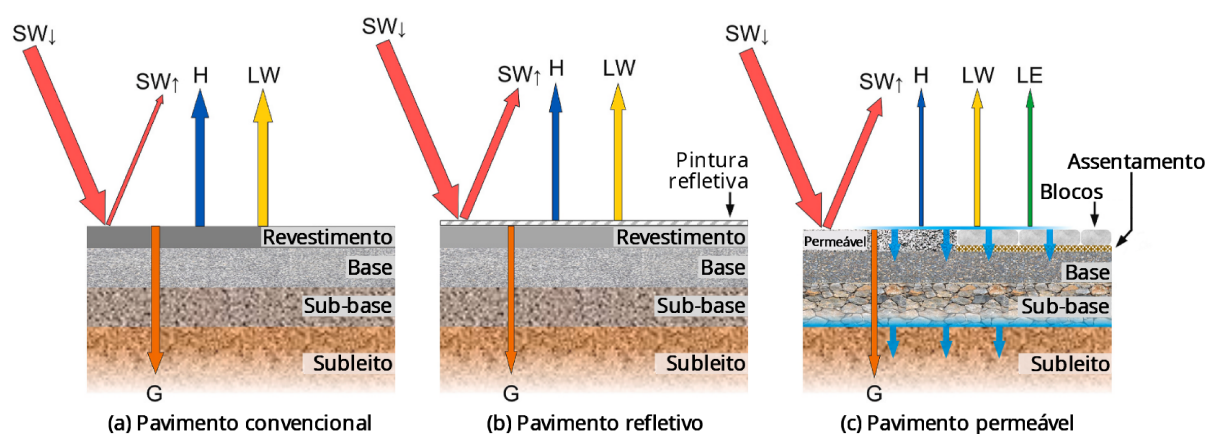 SW↓
SW↑
H
LW
Revestimento
Base
Sub-base
Subleito
G
(a) Pavimento convencional
SW↓
SW↑
H
LW
Pintura
refletiva
Revestimento
Base
Sub-base
Subleito
G
(b) Pavimento refletivo
SW↓
SW↑
H
LW
LE
Assentamento
Blocos
Permeável
Base
Sub-base
Subleito
G
(c) Pavimento permeável